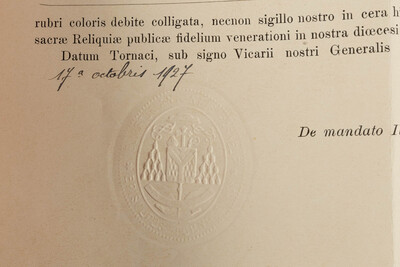 rubri coloris debite colligata, necnon sigillo nostro in cera h
sacræ Reliquiæ publicæ fidelium venerationi in nostra diœcesi
Datum Tornaci, sub signo Vicarii nostri Generalis
17ª octobris 1927
De mandato Il